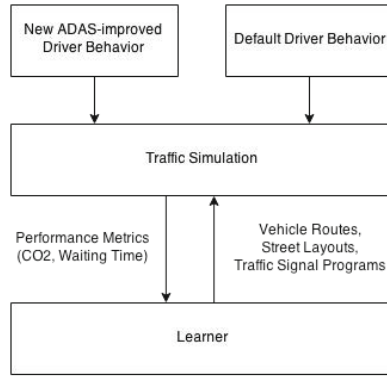 New ADAS-improved
Driver Behavior
Default Driver Behavior
Traffic Simulation
Performance Metrics
(CO2, Waiting Time)
Vehicle Routes,
Street Layouts,
Traffic Signal Programs
Learner